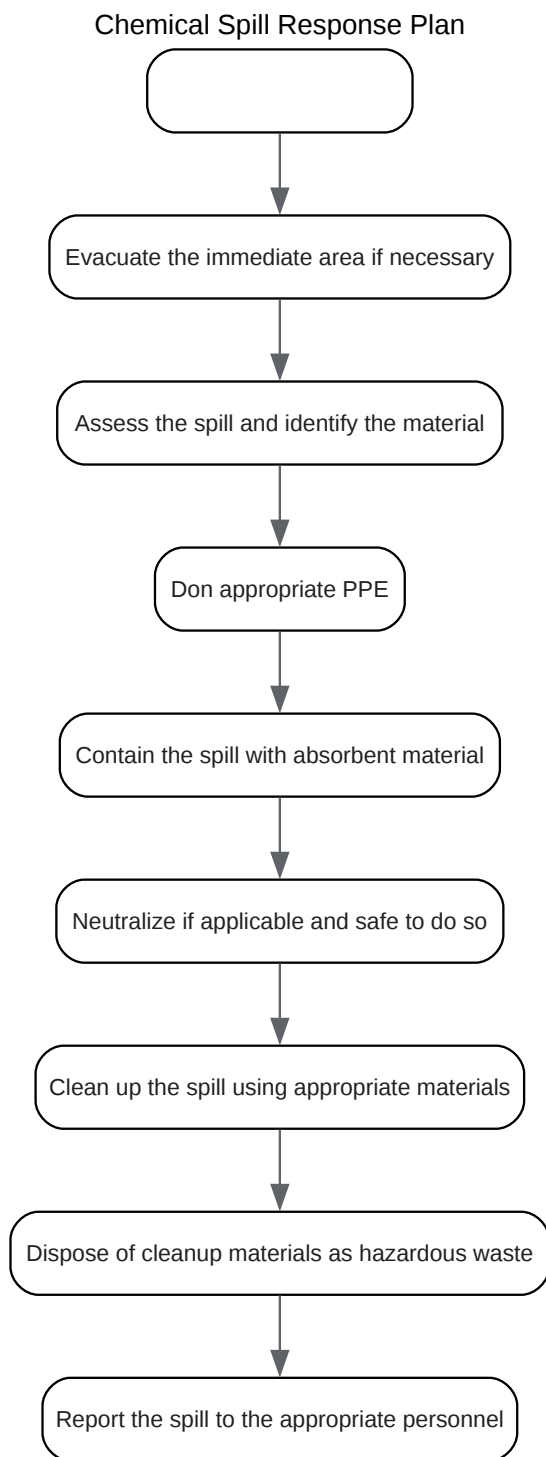 Chemical Spill Response Plan
Evacuate the immediate area if necessary
Assess the spill and identify the material
Don appropriate PPE
Contain the spill with absorbent material
Neutralize if applicable and safe to do so
Clean up the spill using appropriate materials
Dispose of cleanup materials as hazardous waste
Report the spill to the appropriate personnel